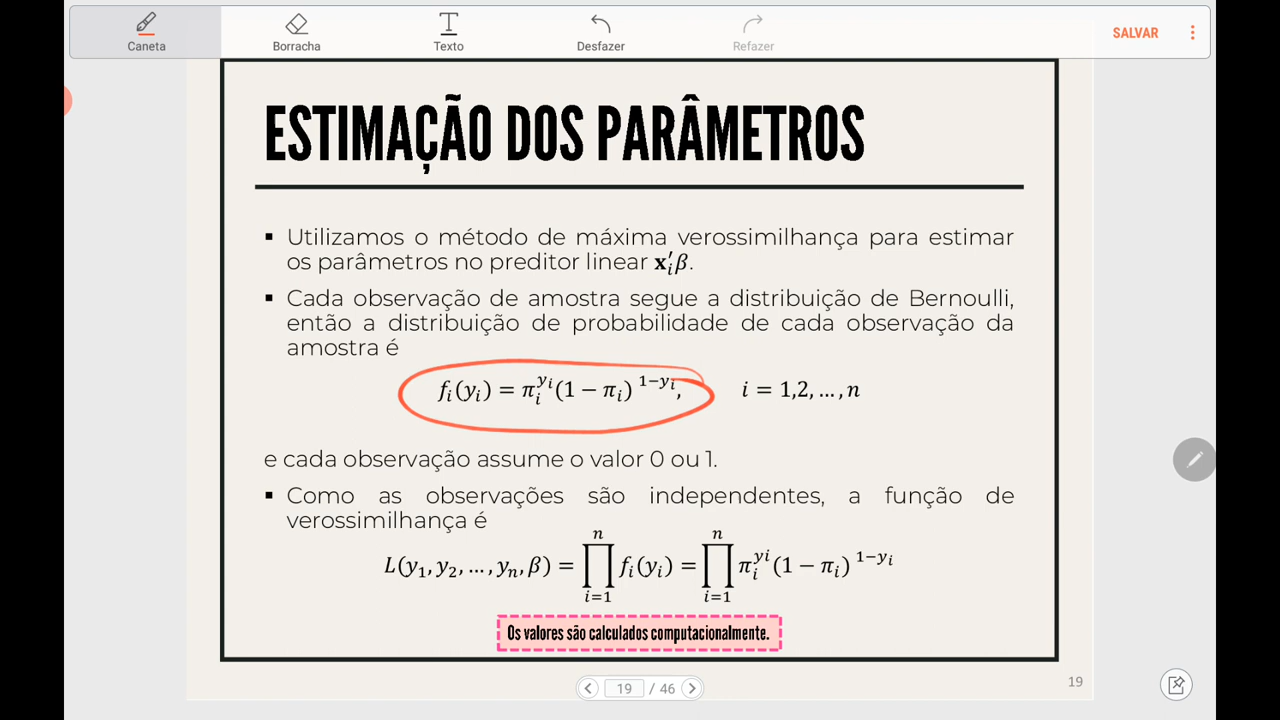 Caneta Borracha Texto Desfazer Refazer SALVAR
ESTIMAÇÃO DOS PARÂMETROS
▪ Utilizamos o método de máxima verossimilhança para estimar
os parâmetros no preditor linear 𝐱ᵢ′β.
▪ Cada observação de amostra segue a distribuição de Bernoulli,
então a distribuição de probabilidade de cada observação da
amostra é
fᵢ(yᵢ) = πᵢ^{yᵢ}(1 − πᵢ)^{1−yᵢ}, i = 1,2, …, n
e cada observação assume o valor 0 ou 1.
▪ Como as observações são independentes, a função de
verossimilhança é
L(y₁, y₂, …, yₙ, β) = ∏_{i=1}^{n} fᵢ(yᵢ) = ∏_{i=1}^{n} πᵢ^{yi}(1 − πᵢ)^{1−yᵢ}
Os valores são calculados computacionalmente.
19
19 / 46